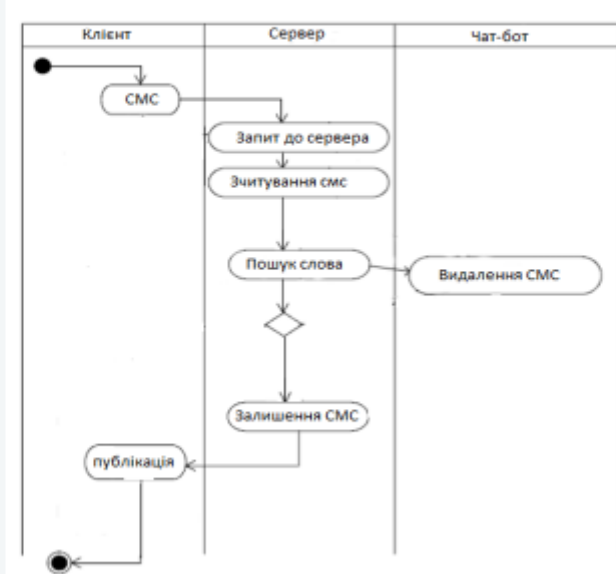 Клієнт
Сервер
Чат-бот
СМС
Запит до сервера
Зчитування смс
Пошук слова
Видалення СМС
Залишення СМС
публікація